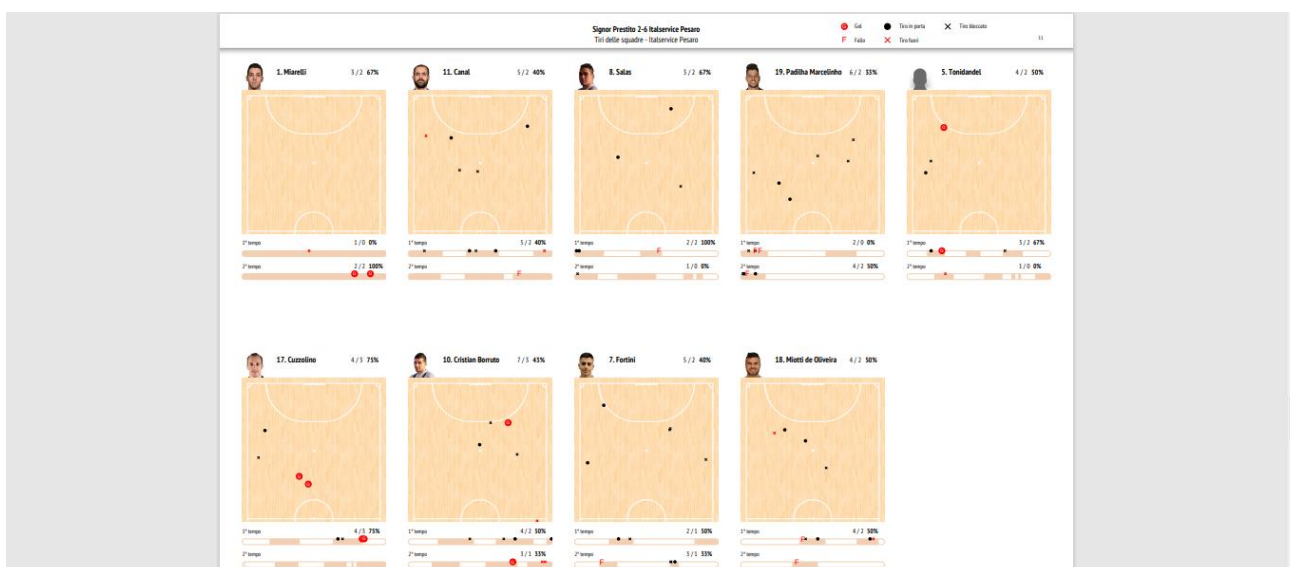 Signor Prestito 2-6 Italservice Pesaro
Tiri delle squadre - Italservice Pesaro
G Gol
Tiro in porta
Tiro bloccato
F Fallo
Tiro fuori
11
1. Miarelli 3 / 2 67%
11. Canal 5 / 2 40%
8. Salas 3 / 2 67%
19. Padilha Marcelinho 6 / 2 33%
5. Tonidandel 4 / 2 50%
1° tempo 1 / 0 0%
1° tempo 5 / 2 40%
1° tempo 2 / 2 100%
1° tempo 2 / 0 0%
1° tempo 3 / 2 67%
2° tempo 2 / 2 100%
2° tempo
2° tempo 1 / 0 0%
2° tempo 4 / 2 50%
2° tempo 1 / 0 0%
17. Cuzzolino 4 / 3 75%
10. Cristian Borruto 7 / 3 43%
7. Fortini 5 / 2 40%
18. Miotti de Oliveira 4 / 2 50%
1° tempo 4 / 3 75%
1° tempo 4 / 2 50%
1° tempo 2 / 1 50%
1° tempo 4 / 2 50%
2° tempo
2° tempo 3 / 1 33%
2° tempo 3 / 1 33%
2° tempo